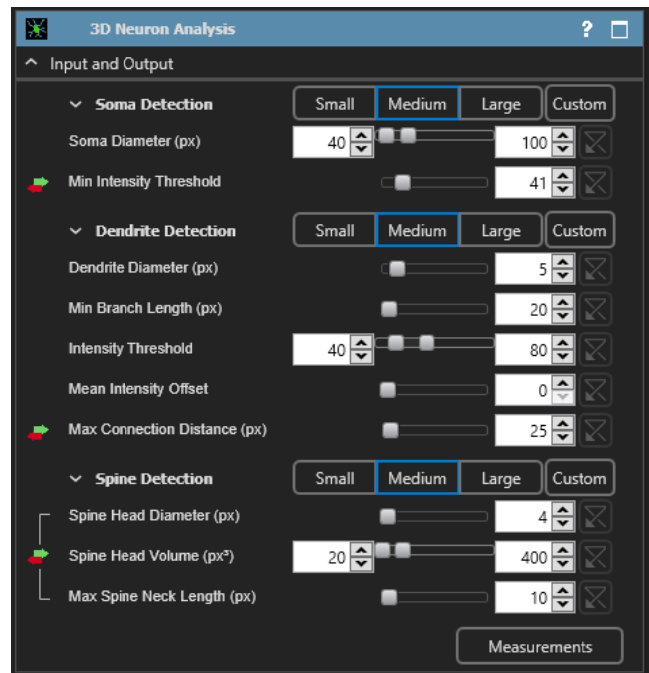 3D Neuron Analysis ?
Input and Output
Soma Detection Small Medium Large Custom
Soma Diameter (px) 40 100
Min Intensity Threshold 41
Dendrite Detection Small Medium Large Custom
Dendrite Diameter (px) 5
Min Branch Length (px) 20
Intensity Threshold 40 80
Mean Intensity Offset 0
Max Connection Distance (px) 25
Spine Detection Small Medium Large Custom
Spine Head Diameter (px) 4
Spine Head Volume (px³) 20 400
Max Spine Neck Length (px) 10
Measurements